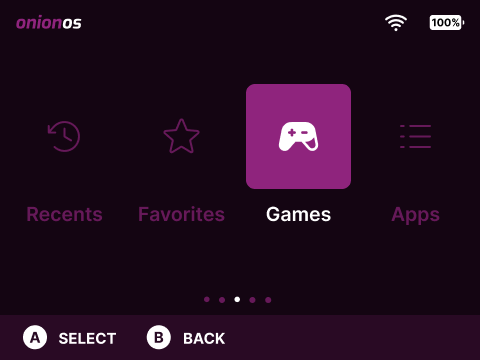 onionos
100%
Recents
Favorites
Games
Apps
A SELECT
B BACK